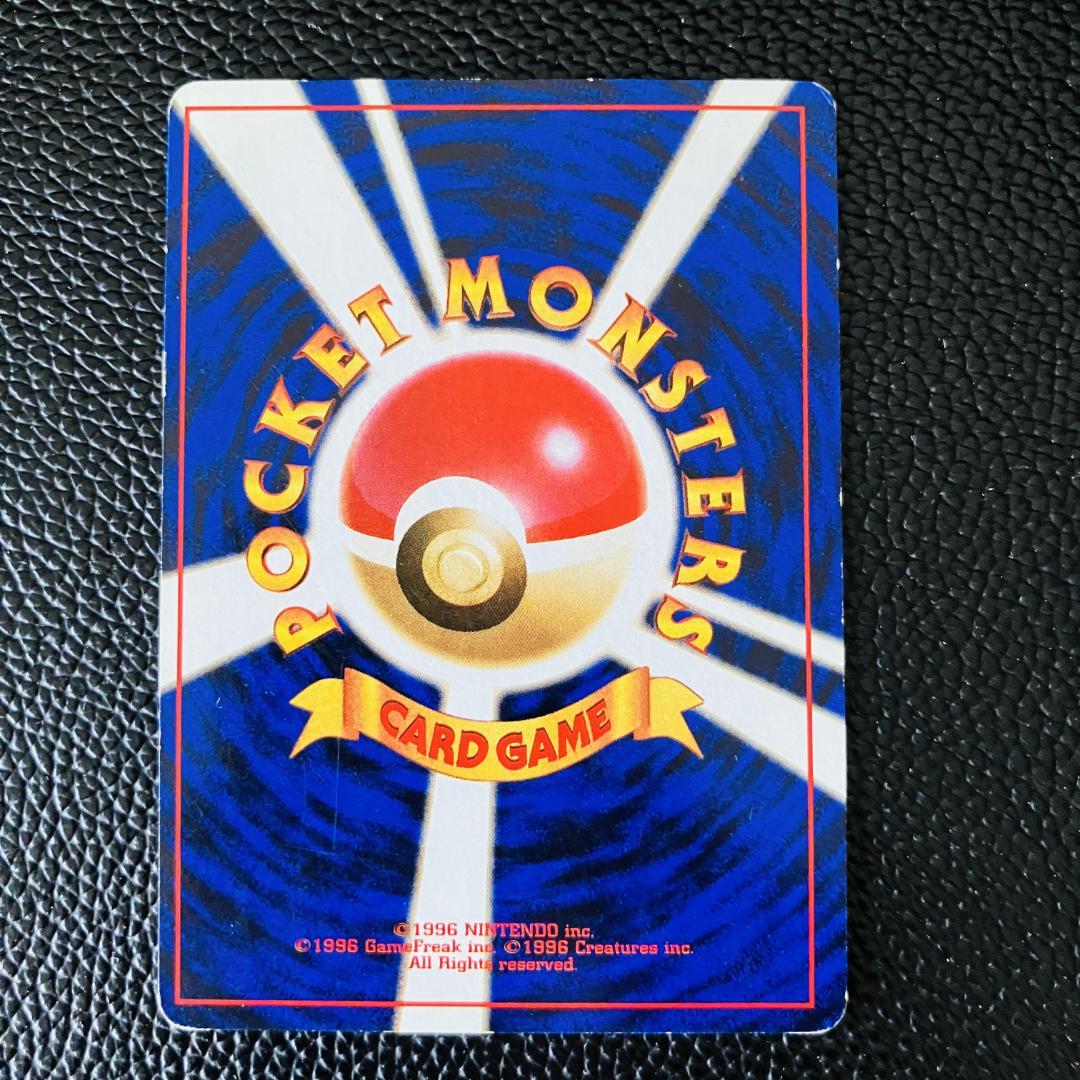 POCKET MONSTERS
CARD GAME
©1996 NINTENDO inc.
©1996 GameFreak inc. ©1996 Creatures inc.
All Rights reserved.